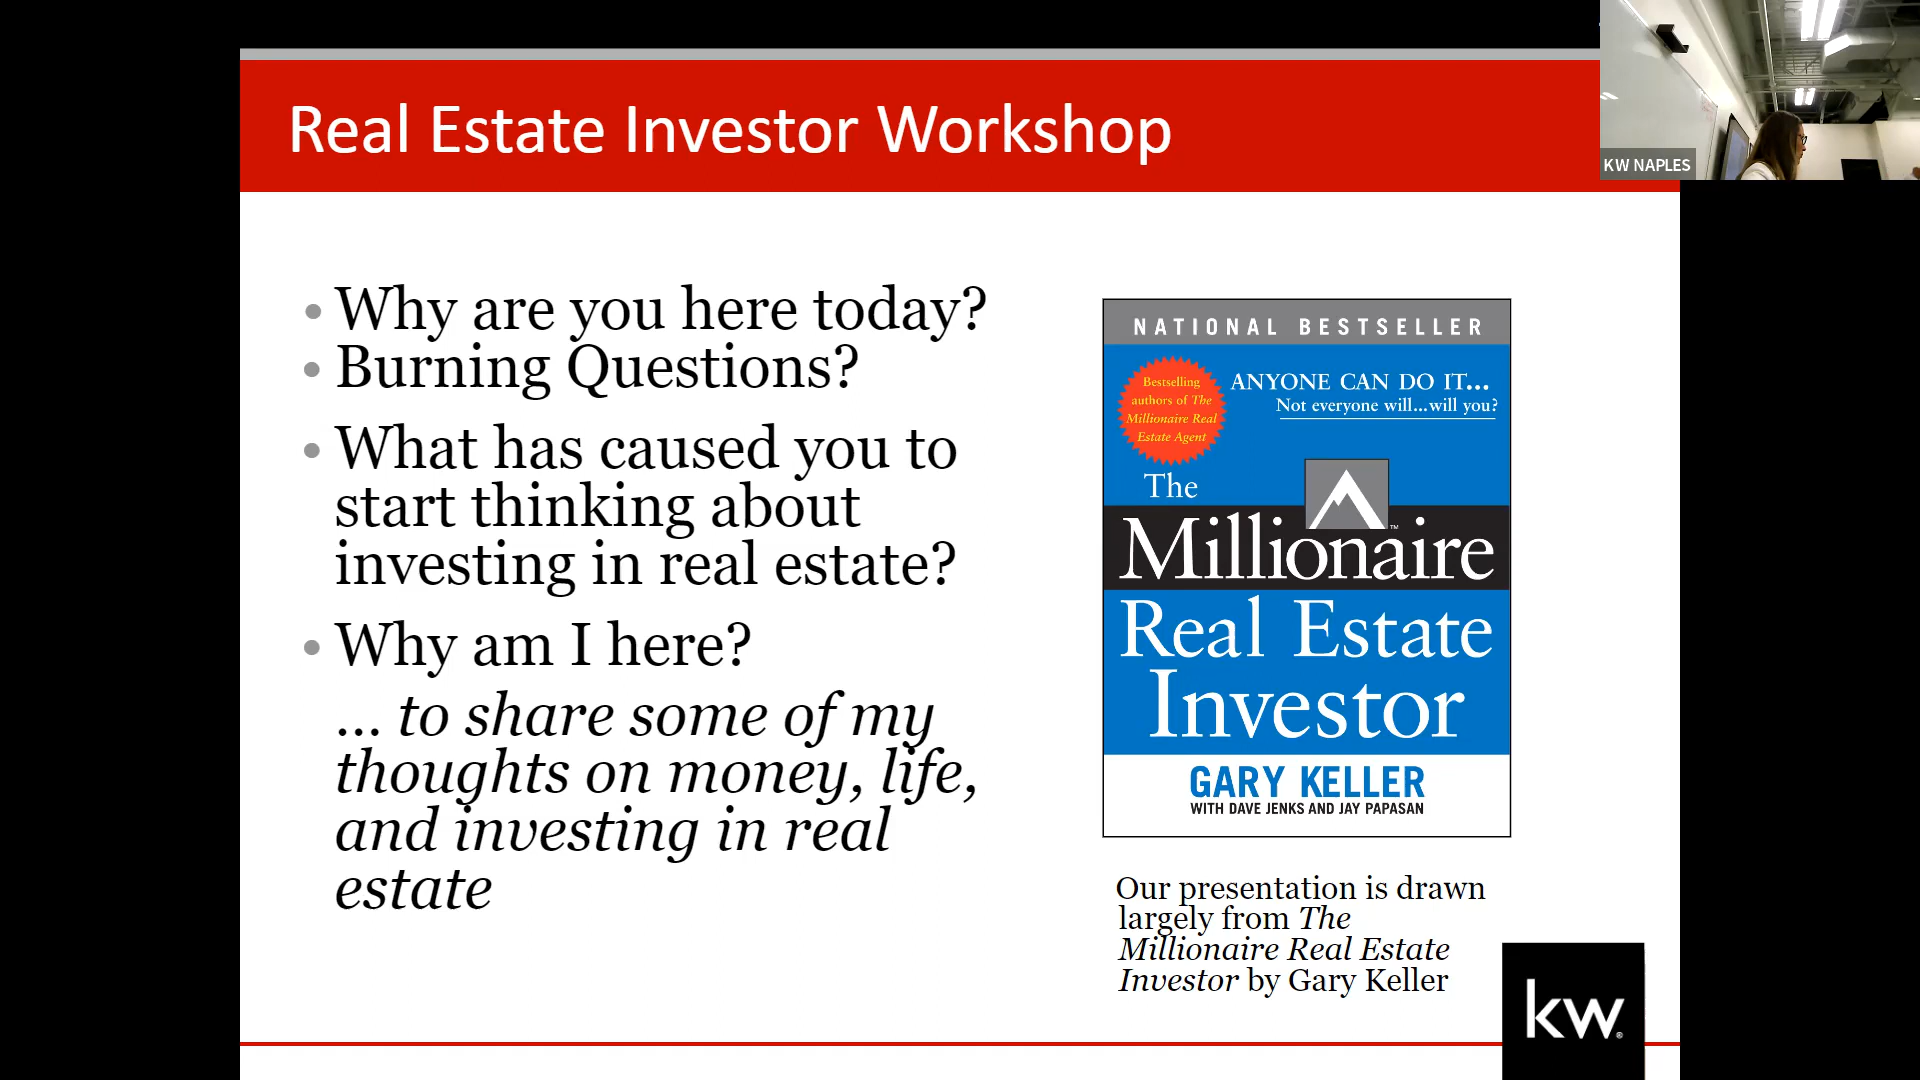 Real Estate Investor Workshop
KW NAPLES
• Why are you here today?
• Burning Questions?
• What has caused you to
start thinking about
investing in real estate?
• Why am I here?
... to share some of my
thoughts on money, life,
and investing in real
estate
NATIONAL BESTSELLER
Bestselling
authors of The
Millionaire Real
Estate Agent
ANYONE CAN DO IT...
Not everyone will...will you?
The
Millionaire
Real Estate
Investor
GARY KELLER
WITH DAVE JENKS AND JAY PAPASAN
Our presentation is drawn
largely from The
Millionaire Real Estate
Investor by Gary Keller
kw